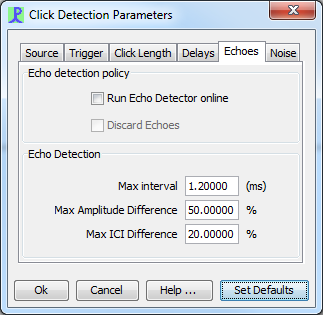 Click Detection Parameters
Source Trigger Click Length Delays Echoes Noise
Echo detection policy
Run Echo Detector online
Discard Echoes
Echo Detection
Max interval 1.20000 (ms)
Max Amplitude Difference 50.00000 %
Max ICI Difference 20.00000 %
Ok Cancel Help ... Set Defaults